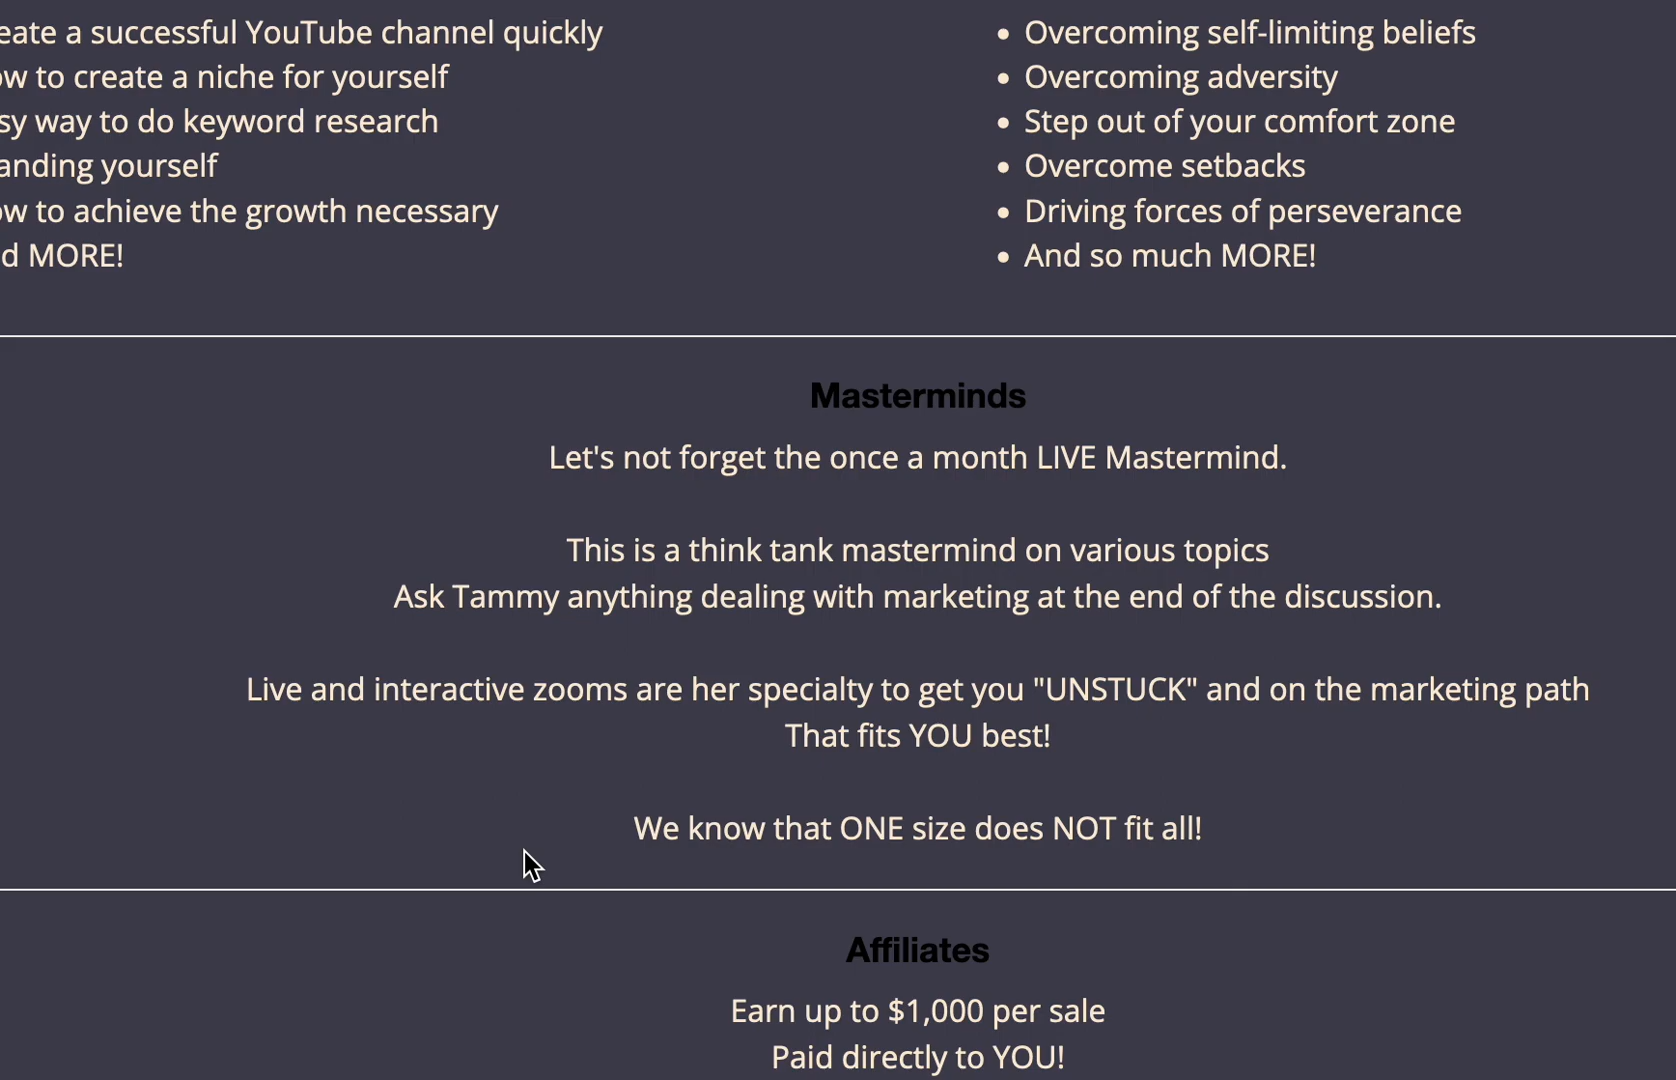 eate a successful YouTube channel quickly
ow to create a niche for yourself
sy way to do keyword research
anding yourself
ow to achieve the growth necessary
d MORE!
• Overcoming self-limiting beliefs
• Overcoming adversity
• Step out of your comfort zone
• Overcome setbacks
• Driving forces of perseverance
• And so much MORE!
Masterminds
Let's not forget the once a month LIVE Mastermind.
This is a think tank mastermind on various topics
Ask Tammy anything dealing with marketing at the end of the discussion.
Live and interactive zooms are her specialty to get you "UNSTUCK" and on the marketing path
That fits YOU best!
We know that ONE size does NOT fit all!
Affiliates
Earn up to $1,000 per sale
Paid directly to YOU!